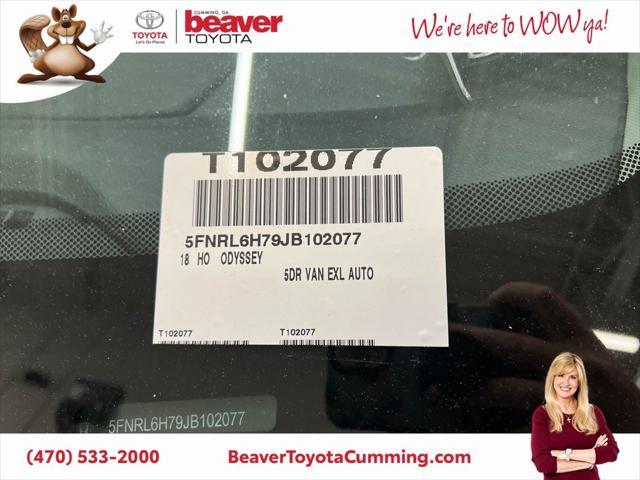 CUMMING, GA
TOYOTA
Let's Go Places
beaver
TOYOTA
We're here to WOW ya!
T102077
5FNRL6H79JB102077
18 HO ODYSSEY
5DR VAN EXL AUTO
T102077
T102077
5FNRL6H79JB102077
(470) 533-2000
BeaverToyotaCumming.com